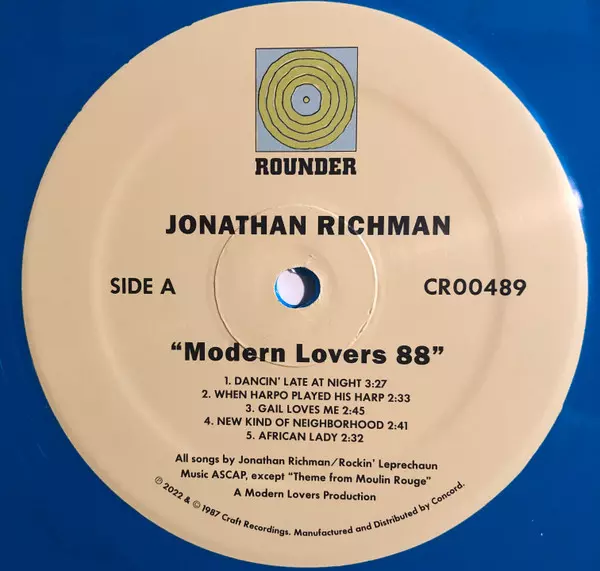 ROUNDER
JONATHAN RICHMAN
SIDE A
CR00489
“Modern Lovers 88”
1. DANCIN’ LATE AT NIGHT 3:27
2. WHEN HARPO PLAYED HIS HARP 2:33
3. GAIL LOVES ME 2:45
4. NEW KIND OF NEIGHBORHOOD 2:41
5. AFRICAN LADY 2:32
All songs by Jonathan Richman/Rockin’ Leprechaun
Music ASCAP, except “Theme from Moulin Rouge”
A Modern Lovers Production
℗ 2022 & © 1987 Craft Recordings. Manufactured and Distributed by Concord.